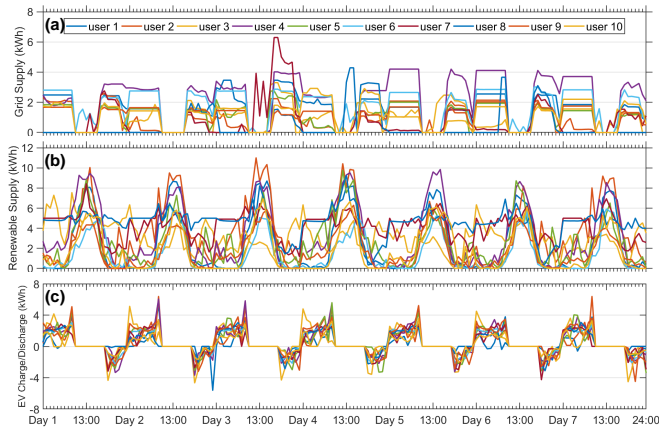 (a)
user 1 user 2 user 3 user 4 user 5 user 6 user 7 user 8 user 9 user 10
Grid Supply (kWh)
8
6
4
2
0
(b)
Renewable Supply (kWh)
12
10
8
6
4
2
0
(c)
EV Charge/Discharge (kWh)
8
4
0
-4
-8
Day 1 13:00 Day 2 13:00 Day 3 13:00 Day 4 13:00 Day 5 13:00 Day 6 13:00 Day 7 13:00 24:00